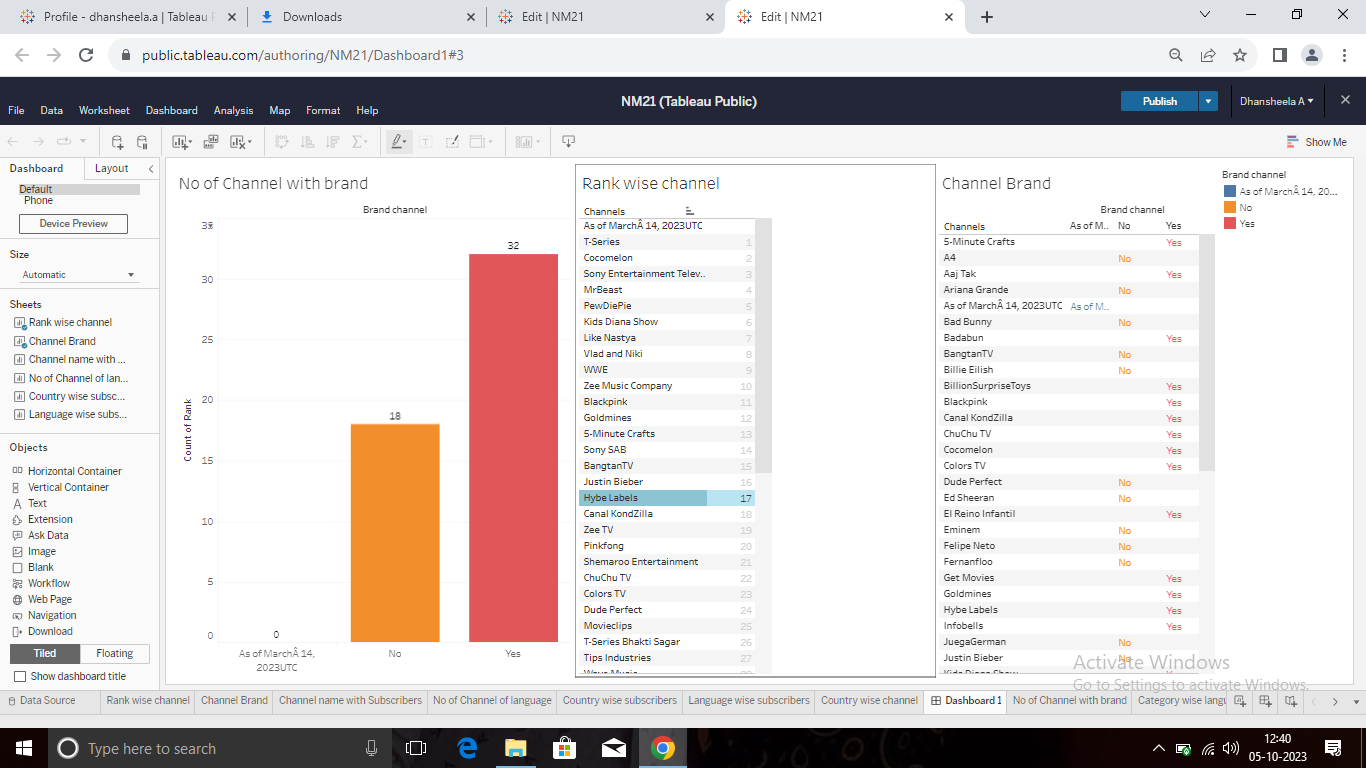 Profile - dhansheela.a | Tableau
Downloads
Edit | NM21
Edit | NM21
public.tableau.com/authoring/NM21/Dashboard1#3
NM21 (Tableau Public)
File Data Worksheet Dashboard Analysis Map Format Help
Publish
Dhansheela A
Show Me
Dashboard Layout
Default
Phone
Device Preview
Size
Automatic
Sheets
Rank wise channel
Channel Brand
Channel name with ...
No of Channel of lan...
Country wise subsc...
Language wise subs...
Objects
Horizontal Container
Vertical Container
Text
Extension
Ask Data
Image
Blank
Workflow
Web Page
Navigation
Download
Tiled Floating
Show dashboard title
No of Channel with brand
Brand channel
Count of Rank
35
30
25
20
15
10
5
0
0
18
32
As of MarchÂ 14, 2023UTC
No
Yes
Rank wise channel
Channels
As of MarchÂ 14, 2023UTC
T-Series 1
Cocomelon 2
Sony Entertainment Telev.. 3
MrBeast 4
PewDiePie 5
Kids Diana Show 6
Like Nastya 7
Vlad and Niki 8
WWE 9
Zee Music Company 10
Blackpink 11
Goldmines 12
5-Minute Crafts 13
Sony SAB 14
BangtanTV 15
Justin Bieber 16
Hybe Labels 17
Canal KondZilla 18
Zee TV 19
Pinkfong 20
Shemaroo Entertainment 21
ChuChu TV 22
Colors TV 23
Dude Perfect 24
Movieclips 25
T-Series Bhakti Sagar 26
Tips Industries 27
Channel Brand
Brand channel
Channels As of M.. No Yes
5-Minute Crafts Yes
A4 No
Aaj Tak Yes
Ariana Grande No
As of MarchÂ 14, 2023UTC As of M..
Bad Bunny No
Badabun Yes
BangtanTV No
Billie Eilish No
BillionSurpriseToys Yes
Blackpink Yes
Canal KondZilla Yes
ChuChu TV Yes
Cocomelon Yes
Colors TV Yes
Dude Perfect No
Ed Sheeran No
El Reino Infantil Yes
Eminem No
Felipe Neto No
Fernanfloo No
Get Movies Yes
Goldmines Yes
Hybe Labels Yes
Infobells Yes
JuegaGerman No
Justin Bieber No
Brand channel
As of MarchÂ 14, 20...
No
Yes
Activate Windows
Go to Settings to activate Windows.
Data Source
Rank wise channel
Channel Brand
Channel name with Subscribers
No of Channel of language
Country wise subscribers
Language wise subscribers
Country wise channel
Dashboard 1
No of Channel with brand
Category wise langu
Type here to search
12:40
05-10-2023